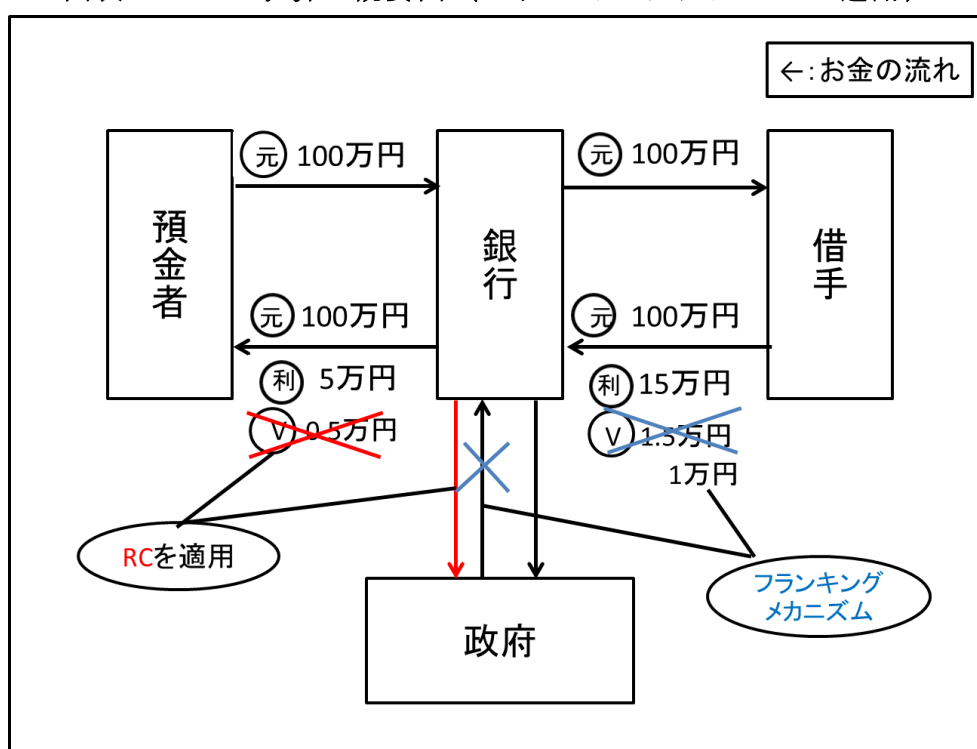 ←:お金の流れ
元 100万円
元 100万円
預金者
銀行
借手
元 100万円
元 100万円
利 5万円
利 15万円
V 0.5万円
V 1.5万円
1万円
RCを適用
フランキング
メカニズム
政府